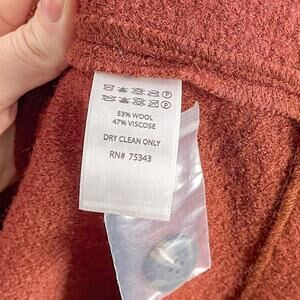 53% WOOL
47% VISCOSE
DRY CLEAN ONLY
RN# 75343